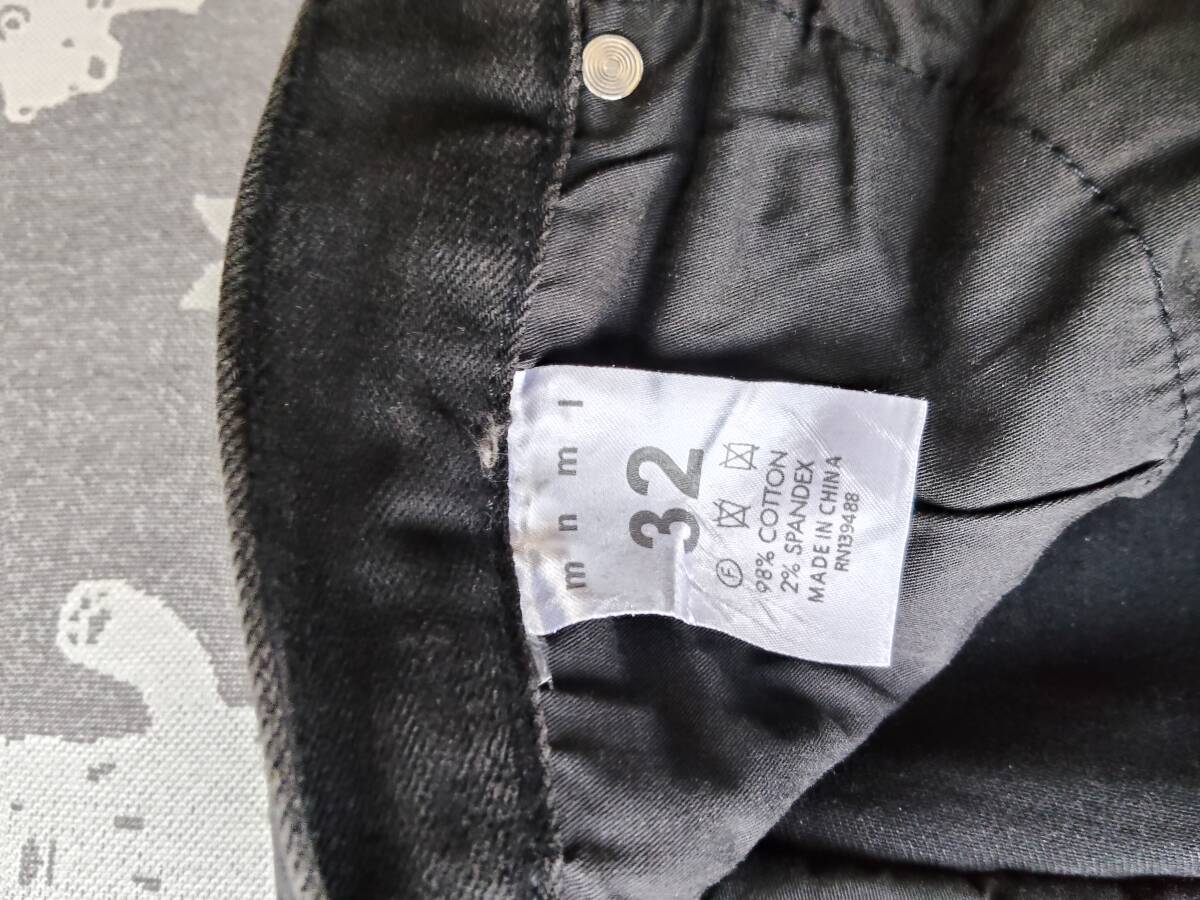 m n m l
32
F
98% COTTON
2% SPANDEX
MADE IN CHINA
RN139488